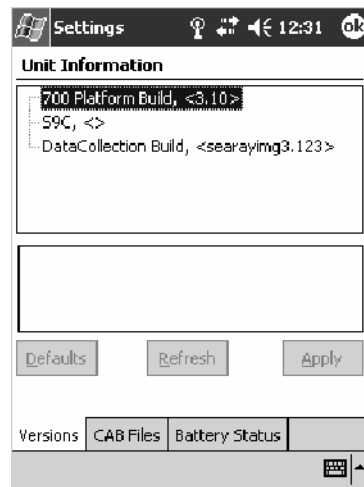 Settings 12:31 ok
Unit Information
700 Platform Build, <3.10>
S9C, <>
DataCollection Build, <searayimg3.123>
Defaults Refresh Apply
Versions CAB Files Battery Status